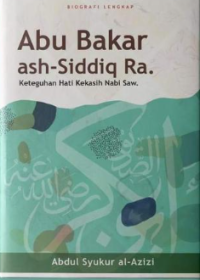 BIOGRAFI LENGKAP
Abu Bakar
ash-Siddiq Ra.
Keteguhan Hati Kekasih Nabi Saw.
Abdul Syukur al-Azizi